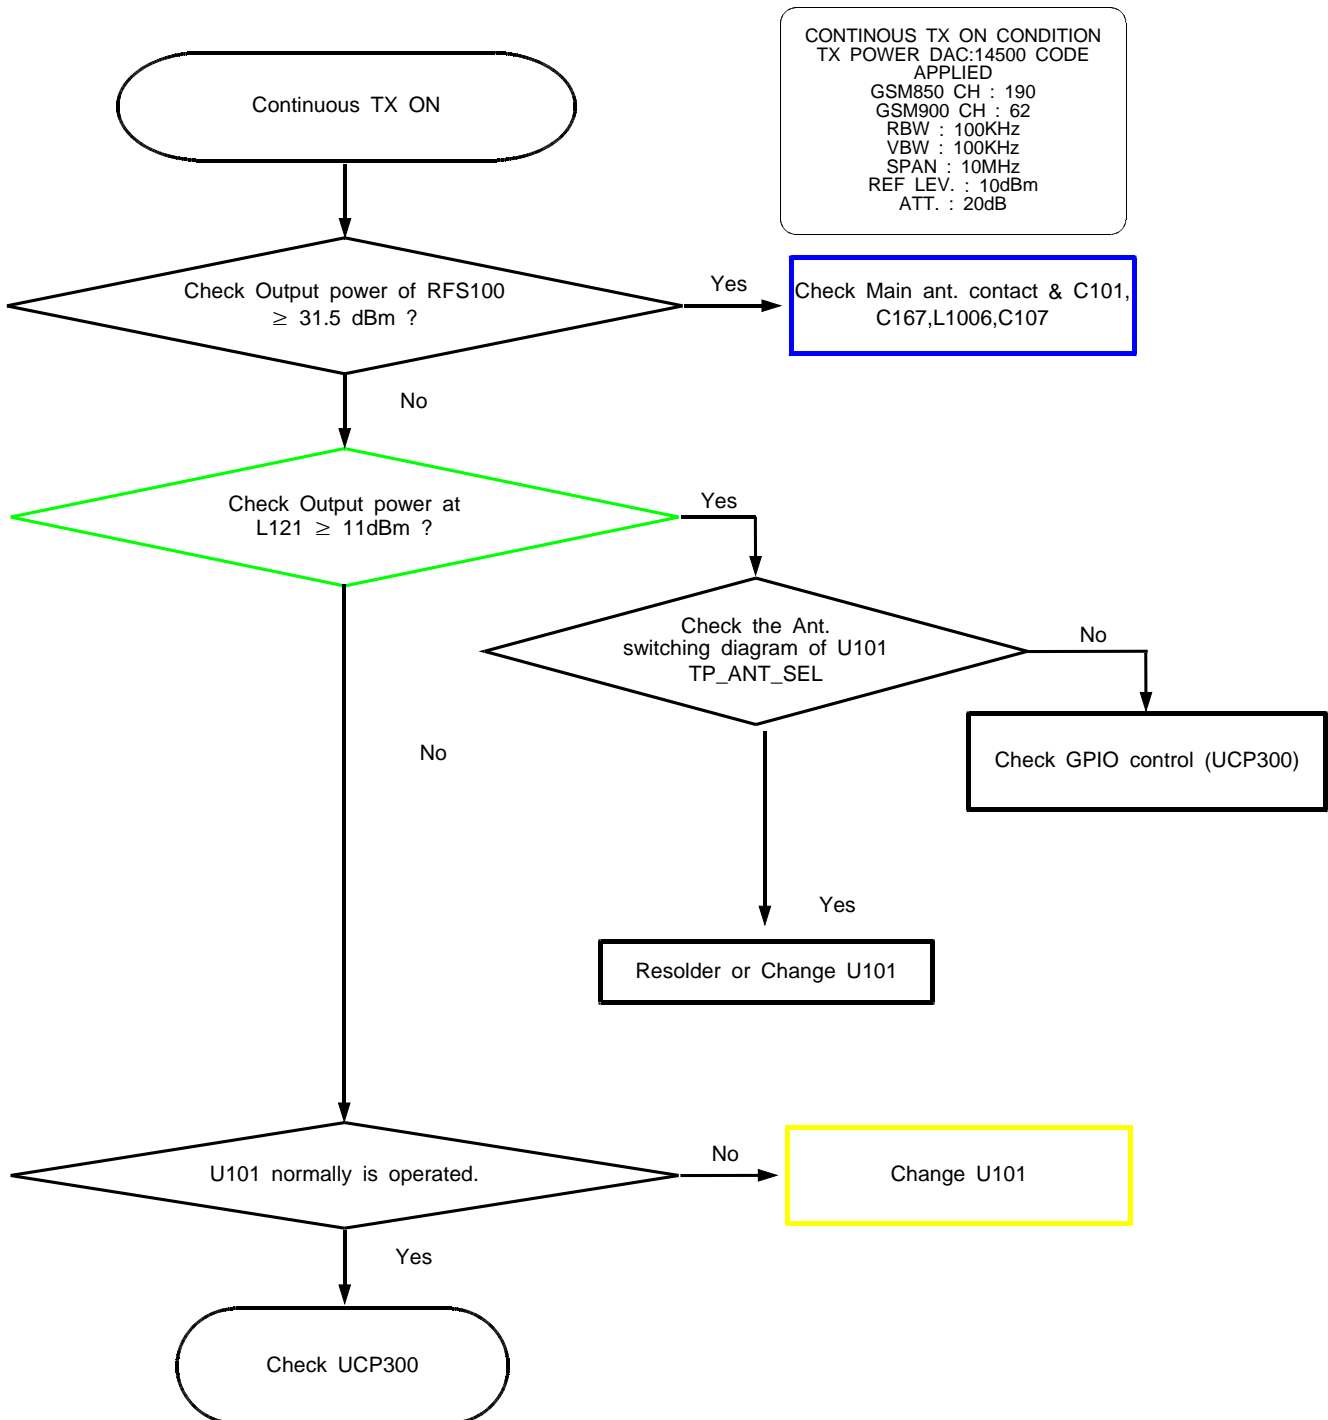 CONTINOUS TX ON CONDITION
TX POWER DAC:14500 CODE
APPLIED
GSM850 CH : 190
GSM900 CH : 62
RBW : 100KHz
VBW : 100KHz
SPAN : 10MHz
REF LEV. : 10dBm
ATT. : 20dB
Continuous TX ON
Check Output power of RFS100
≥ 31.5 dBm ?
Yes
Check Main ant. contact & C101,
C167,L1006,C107
No
Check Output power at
L121 ≥ 11dBm ?
Yes
Check the Ant.
switching diagram of U101
TP_ANT_SEL
No
Check GPIO control (UCP300)
No
Yes
Resolder or Change U101
U101 normally is operated.
No
Change U101
Yes
Check UCP300